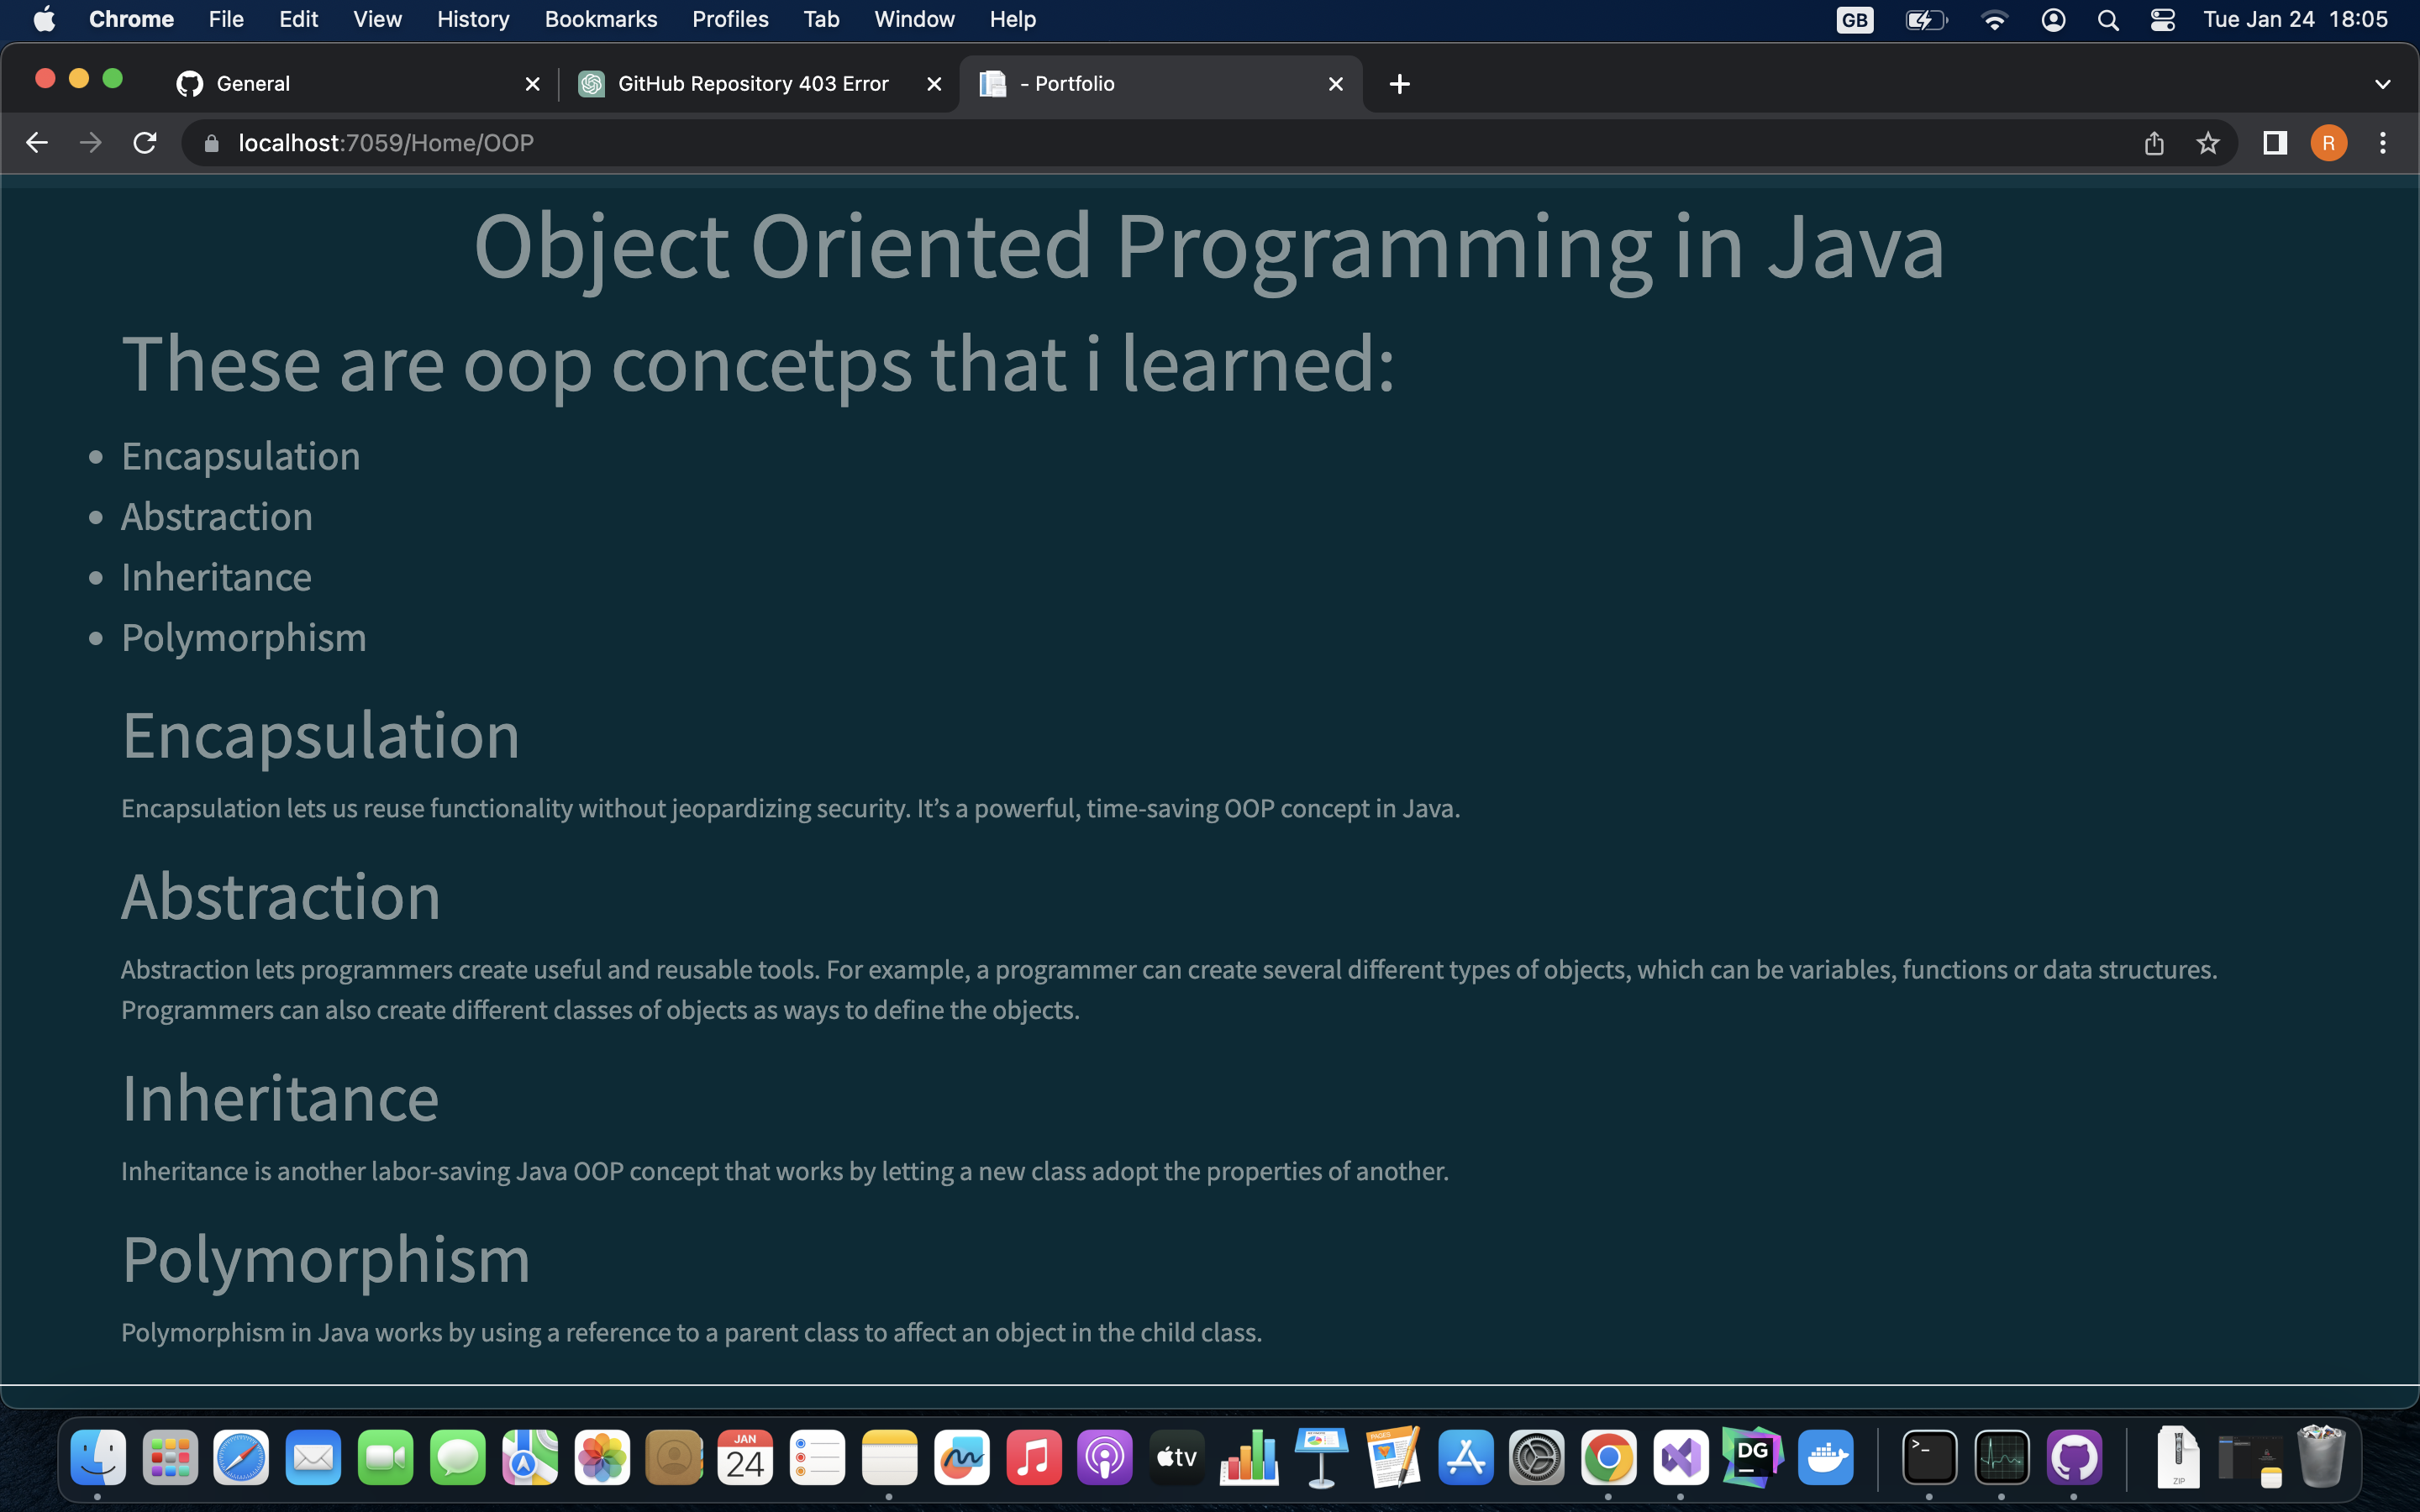 Chrome File Edit View History Bookmarks Profiles Tab Window Help GB Tue Jan 24 18:05
General GitHub Repository 403 Error - Portfolio
localhost:7059/Home/OOP R
Object Oriented Programming in Java
These are oop concetps that i learned:
• Encapsulation
• Abstraction
• Inheritance
• Polymorphism
Encapsulation
Encapsulation lets us reuse functionality without jeopardizing security. It’s a powerful, time-saving OOP concept in Java.
Abstraction
Abstraction lets programmers create useful and reusable tools. For example, a programmer can create several different types of objects, which can be variables, functions or data structures.
Programmers can also create different classes of objects as ways to define the objects.
Inheritance
Inheritance is another labor-saving Java OOP concept that works by letting a new class adopt the properties of another.
Polymorphism
Polymorphism in Java works by using a reference to a parent class to affect an object in the child class.
JAN
24
tv
DG
>_
ZIP